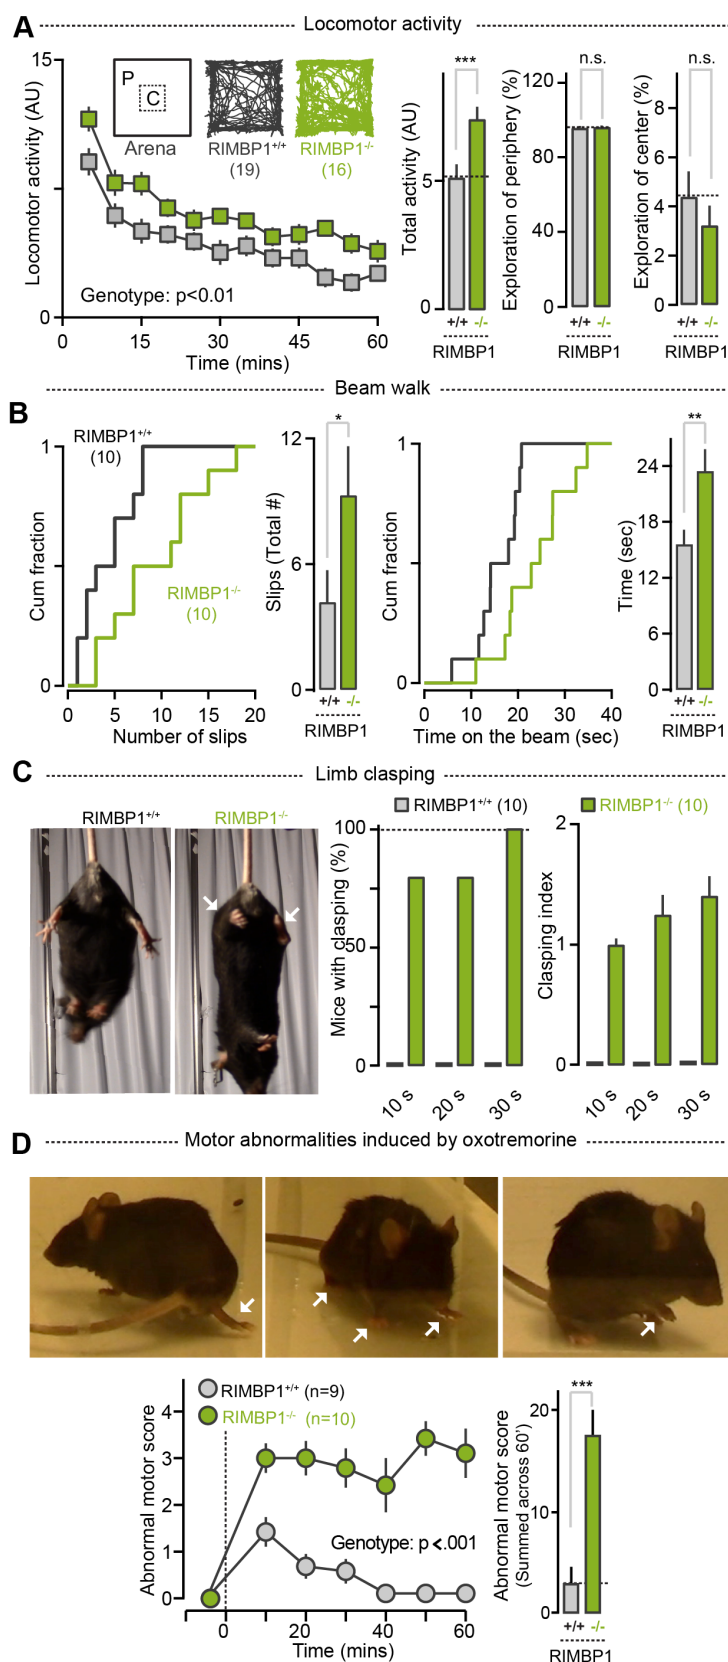 A Locomotor activity
15
0
Locomotor activity (AU)
P
C
Arena
RIMBP1+/+
(19)
RIMBP1-/-
(16)
Genotype: p<0.01
0 15 30 45 60
Time (mins)
***
Total activity (AU)
5
0
+/+ -/-
RIMBP1
n.s.
Exploration of periphery (%)
120
80
40
0
+/+ -/-
RIMBP1
n.s.
Exploration of center (%)
8
6
4
2
0
+/+ -/-
RIMBP1
B Beam walk
RIMBP1+/+
(10)
1
0
Cum fraction
RIMBP1-/-
(10)
0 5 10 15 20
Number of slips
*
Slips (Total #)
12
6
0
+/+ -/-
RIMBP1
Cum fraction
1
0
0 10 20 30 40
Time on the beam (sec)
**
Time (sec)
24
18
12
6
0
+/+ -/-
RIMBP1
C Limb clasping
RIMBP1+/+
RIMBP1-/-
RIMBP1+/+ (10)
RIMBP1-/- (10)
Mice with clasping (%)
100
50
0
10 s 20 s 30 s
Clasping index
2
1
0
10 s 20 s 30 s
D Motor abnormalities induced by oxotremorine
RIMBP1+/+ (n=9)
RIMBP1-/- (n=10)
Abnormal motor score
4
3
2
1
0
Genotype: p <.001
0 20 40 60
Time (mins)
***
Abnormal motor score
(Summed across 60')
20
10
0
+/+ -/-
RIMBP1